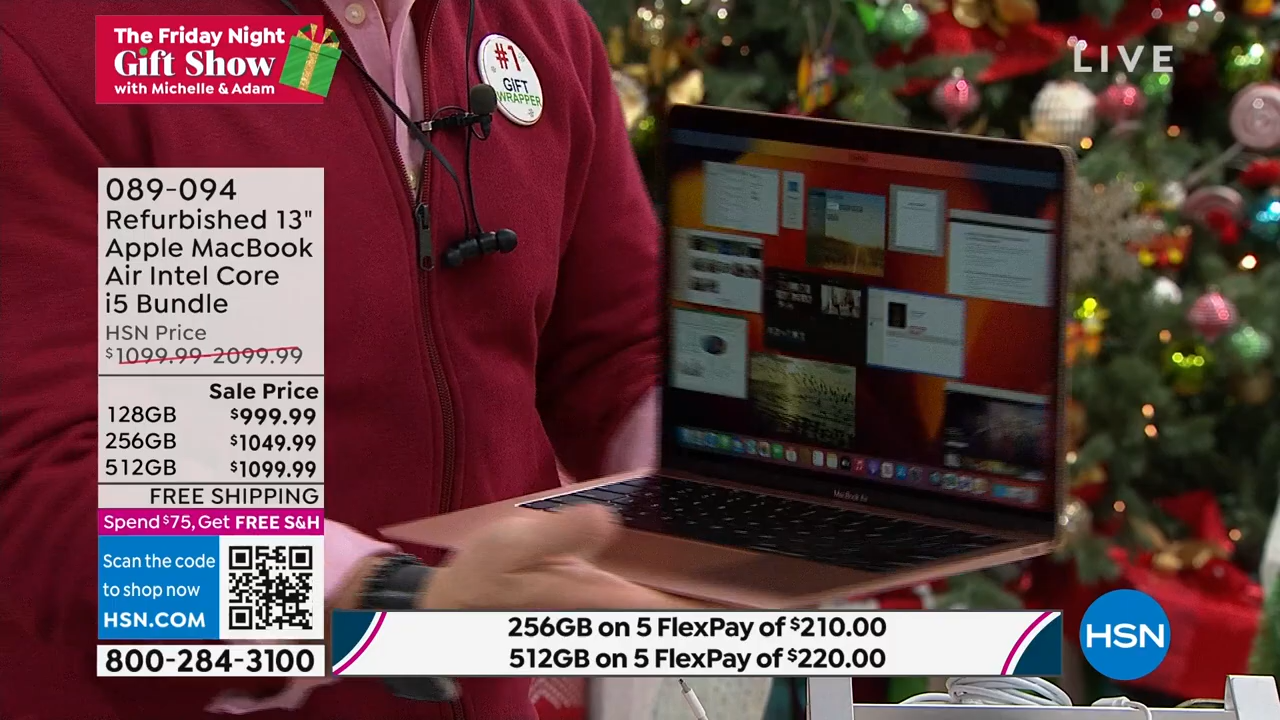 The Friday Night
Gift Show
with Michelle & Adam
#1
GIFT
WRAPPER
LIVE
089-094
Refurbished 13"
Apple MacBook
Air Intel Core
i5 Bundle
HSN Price
$1099.99-2099.99
Sale Price
128GB $999.99
256GB $1049.99
512GB $1099.99
FREE SHIPPING
Spend $75, Get FREE S&H
Scan the code
to shop now
HSN.COM
800-284-3100
256GB on 5 FlexPay of $210.00
512GB on 5 FlexPay of $220.00
HSN
MacBook Air